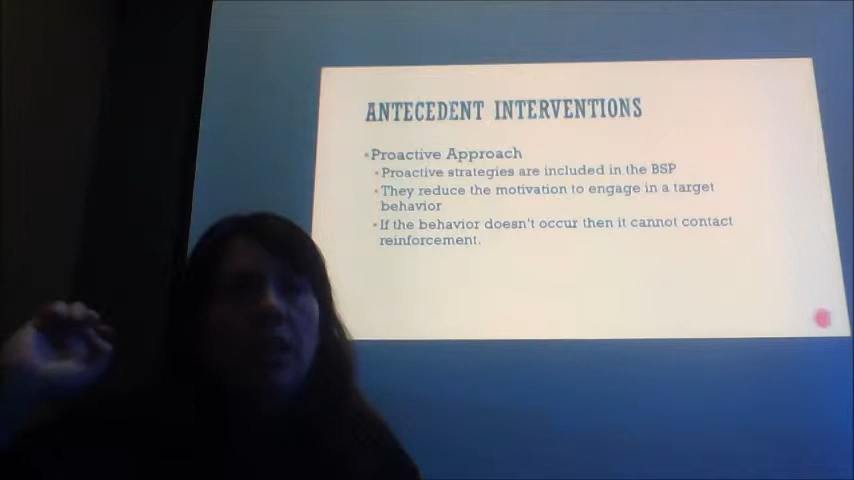 ANTECEDENT INTERVENTIONS
▪Proactive Approach
▪Proactive strategies are included in the BSP
▪They reduce the motivation to engage in a target
behavior
▪If the behavior doesn't occur then it cannot contact
reinforcement.